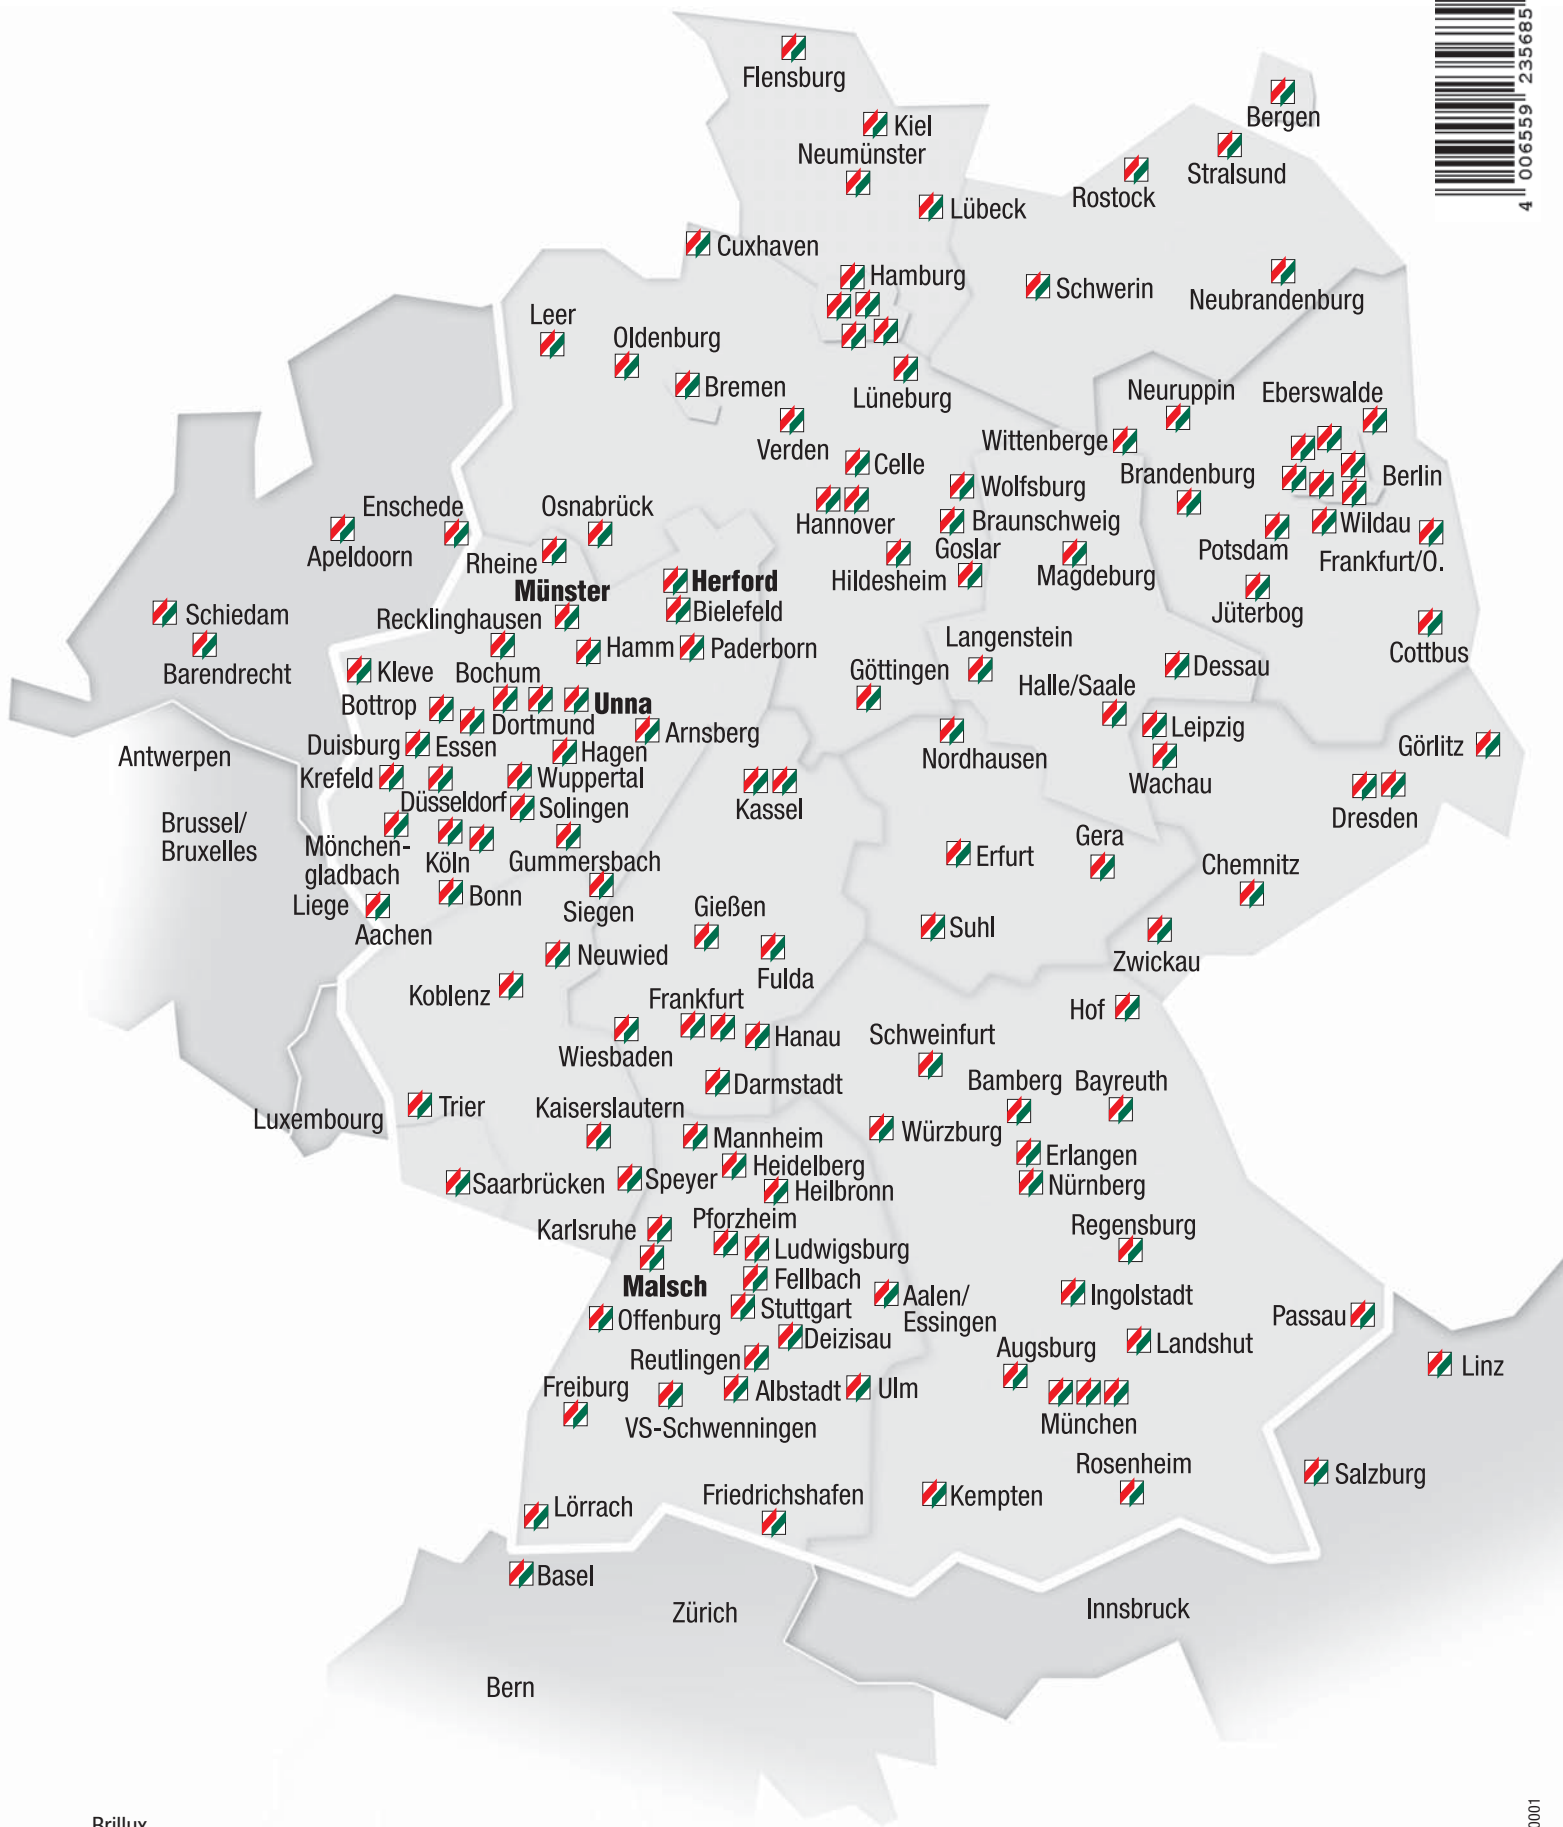 4 006559 235685
Flensburg
Bergen
Kiel
Neumünster
Stralsund
Rostock
Lübeck
Cuxhaven
Hamburg
Schwerin
Neubrandenburg
Leer
Oldenburg
Bremen
Lüneburg
Neuruppin
Eberswalde
Verden
Wittenberge
Celle
Brandenburg
Berlin
Wolfsburg
Enschede
Osnabrück
Hannover
Braunschweig
Wildau
Apeldoorn
Rheine
Goslar
Potsdam
Frankfurt/O.
Hildesheim
Magdeburg
Münster
Herford
Schiedam
Recklinghausen
Bielefeld
Jüterbog
Barendrecht
Hamm
Paderborn
Langenstein
Cottbus
Kleve
Bochum
Göttingen
Dessau
Halle/Saale
Bottrop
Unna
Dortmund
Arnsberg
Leipzig
Antwerpen
Duisburg
Essen
Hagen
Nordhausen
Görlitz
Krefeld
Wuppertal
Wachau
Düsseldorf
Solingen
Kassel
Dresden
Brussel/
Bruxelles
Mönchen-
gladbach
Köln
Gummersbach
Erfurt
Gera
Chemnitz
Liege
Bonn
Siegen
Gießen
Aachen
Suhl
Neuwied
Fulda
Zwickau
Koblenz
Frankfurt
Hof
Wiesbaden
Hanau
Schweinfurt
Darmstadt
Bamberg
Bayreuth
Luxembourg
Trier
Kaiserslautern
Mannheim
Würzburg
Heidelberg
Erlangen
Saarbrücken
Speyer
Heilbronn
Nürnberg
Karlsruhe
Pforzheim
Regensburg
Ludwigsburg
Malsch
Fellbach
Aalen/
Essingen
Ingolstadt
Offenburg
Stuttgart
Passau
Deizisau
Landshut
Reutlingen
Augsburg
Linz
Freiburg
Albstadt
Ulm
VS-Schwenningen
München
Rosenheim
Salzburg
Lörrach
Friedrichshafen
Kempten
Basel
Zürich
Innsbruck
Bern
Brillux
0001